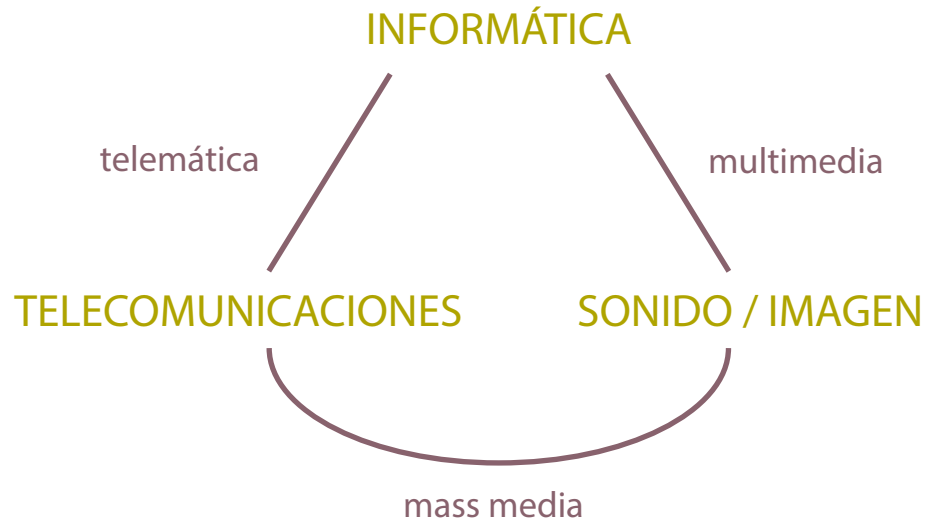 INFORMÁTICA
telemática
multimedia
TELECOMUNICACIONES
SONIDO / IMAGEN
mass media